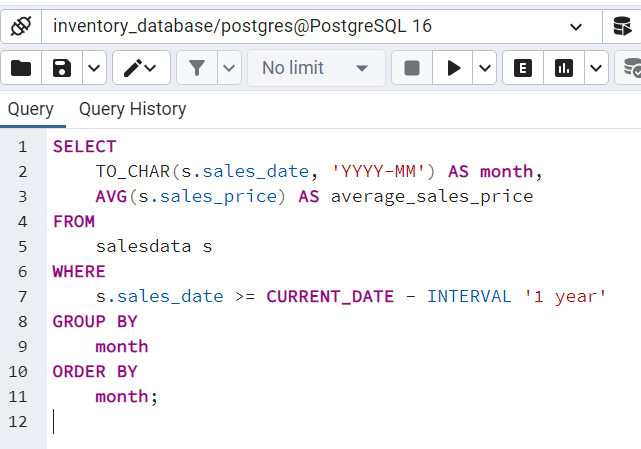 inventory_database/postgres@PostgreSQL 16
No limit
E
Query Query History
1 SELECT
2 TO_CHAR(s.sales_date, 'YYYY-MM') AS month,
3 AVG(s.sales_price) AS average_sales_price
4 FROM
5 salesdata s
6 WHERE
7 s.sales_date >= CURRENT_DATE - INTERVAL '1 year'
8 GROUP BY
9 month
10 ORDER BY
11 month;
12